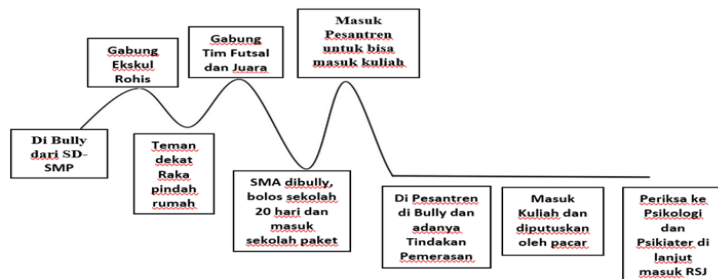 Di Bully
dari SD-
SMP
Gabung
Ekskul
Rohis
Teman
dekat
Raka
pindah
rumah
Gabung
Tim Futsal
dan Juara
SMA dibully,
bolos sekolah
20 hari dan
masuk
sekolah paket
Masuk
Pesantren
untuk bisa
masuk kuliah
Di Pesantren
di Bully dan
adanya
Tindakan
Pemerasan
Masuk
Kuliah dan
diputuskan
oleh pacar
Periksa ke
Psikologi
dan
Psikiater di
lanjut
masuk RSJ